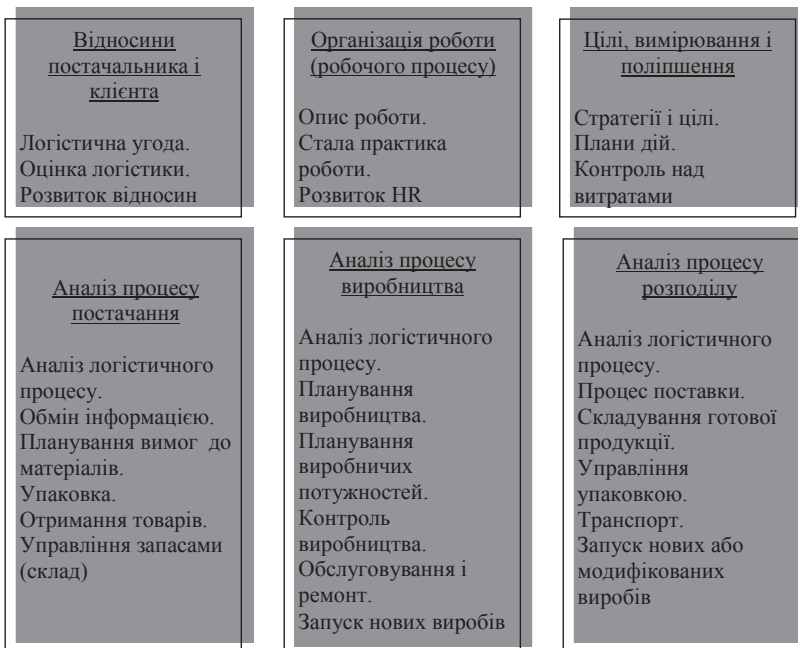 Відносини
постачальника і
клієнта
Логістична угода.
Оцінка логістики.
Розвиток відносин
Організація роботи
(робочого процесу)
Опис роботи.
Стала практика
роботи.
Розвиток HR
Цілі, вимірювання і
поліпшення
Стратегії і цілі.
Плани дій.
Контроль над
витратами
Аналіз процесу
постачання
Аналіз логістичного
процесу.
Обмін інформацією.
Планування вимог до
матеріалів.
Упаковка.
Отримання товарів.
Управління запасами
(склад)
Аналіз процесу
виробництва
Аналіз логістичного
процесу.
Планування
виробництва.
Планування
виробничих
потужностей.
Контроль
виробництва.
Обслуговування і
ремонт.
Запуск нових виробів
Аналіз процесу
розподілу
Аналіз логістичного
процесу.
Процес поставки.
Складування готової
продукції.
Управління
упаковкою.
Транспорт.
Запуск нових або
модифікованих
виробів